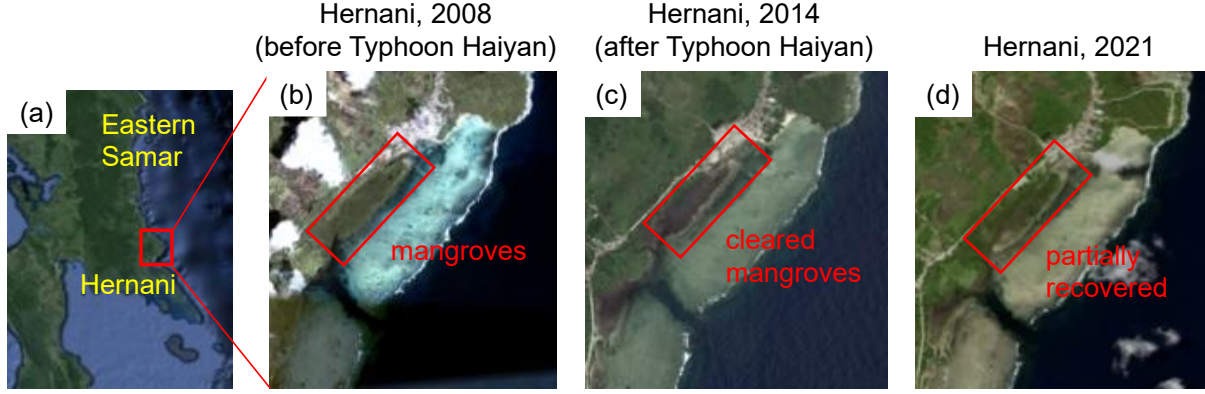 Hernani, 2008
(before Typhoon Haiyan)
Hernani, 2014
(after Typhoon Haiyan)
Hernani, 2021
(a)
Eastern
Samar
Hernani
(b)
mangroves
(c)
cleared
mangroves
(d)
partially
recovered